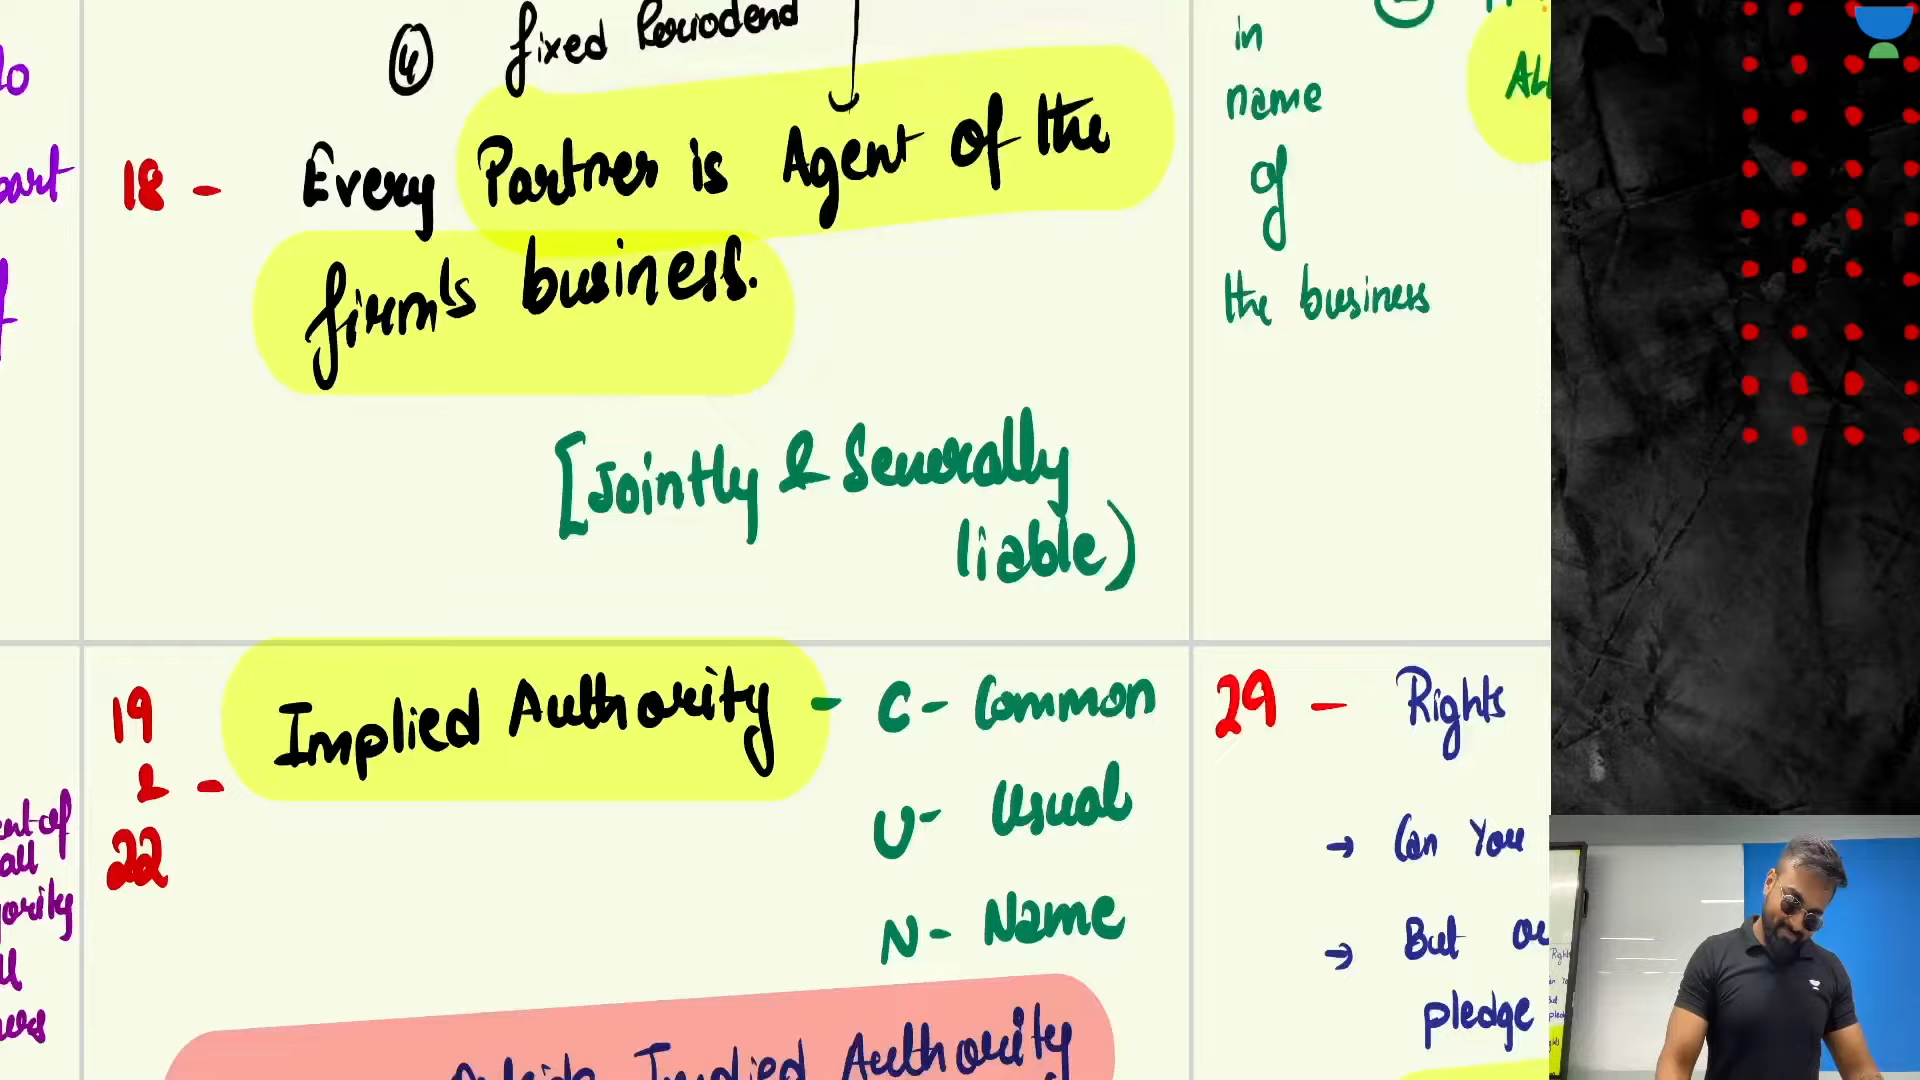 ④ fixed
18 - Every Partner is Agent of the
firm's business.
[Jointly & Severally
liable)
19
&
22 -
Implied Authority - C- Common
U- Usual
N- Name
Implied Authority
in
name
of
the business
29 - Rights
→ Can You
→ But
pledge